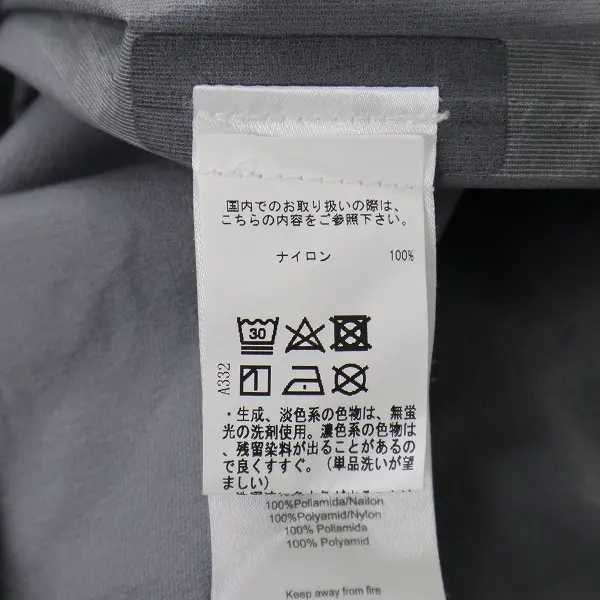 国内でのお取り扱いの際は、
こちらの内容をご参照下さい。
ナイロン 100%
30
A332
・生成、淡色系の色物は、無蛍
光の洗剤使用。濃色系の色物は
、残留染料が出ることがあるの
で良くすすぐ。（単品洗いが望
ましい）
100%Poliamida/Nailon
100%Polyamid/Nylon
100% Poliamida
100% Polyamid
Keep away from fire